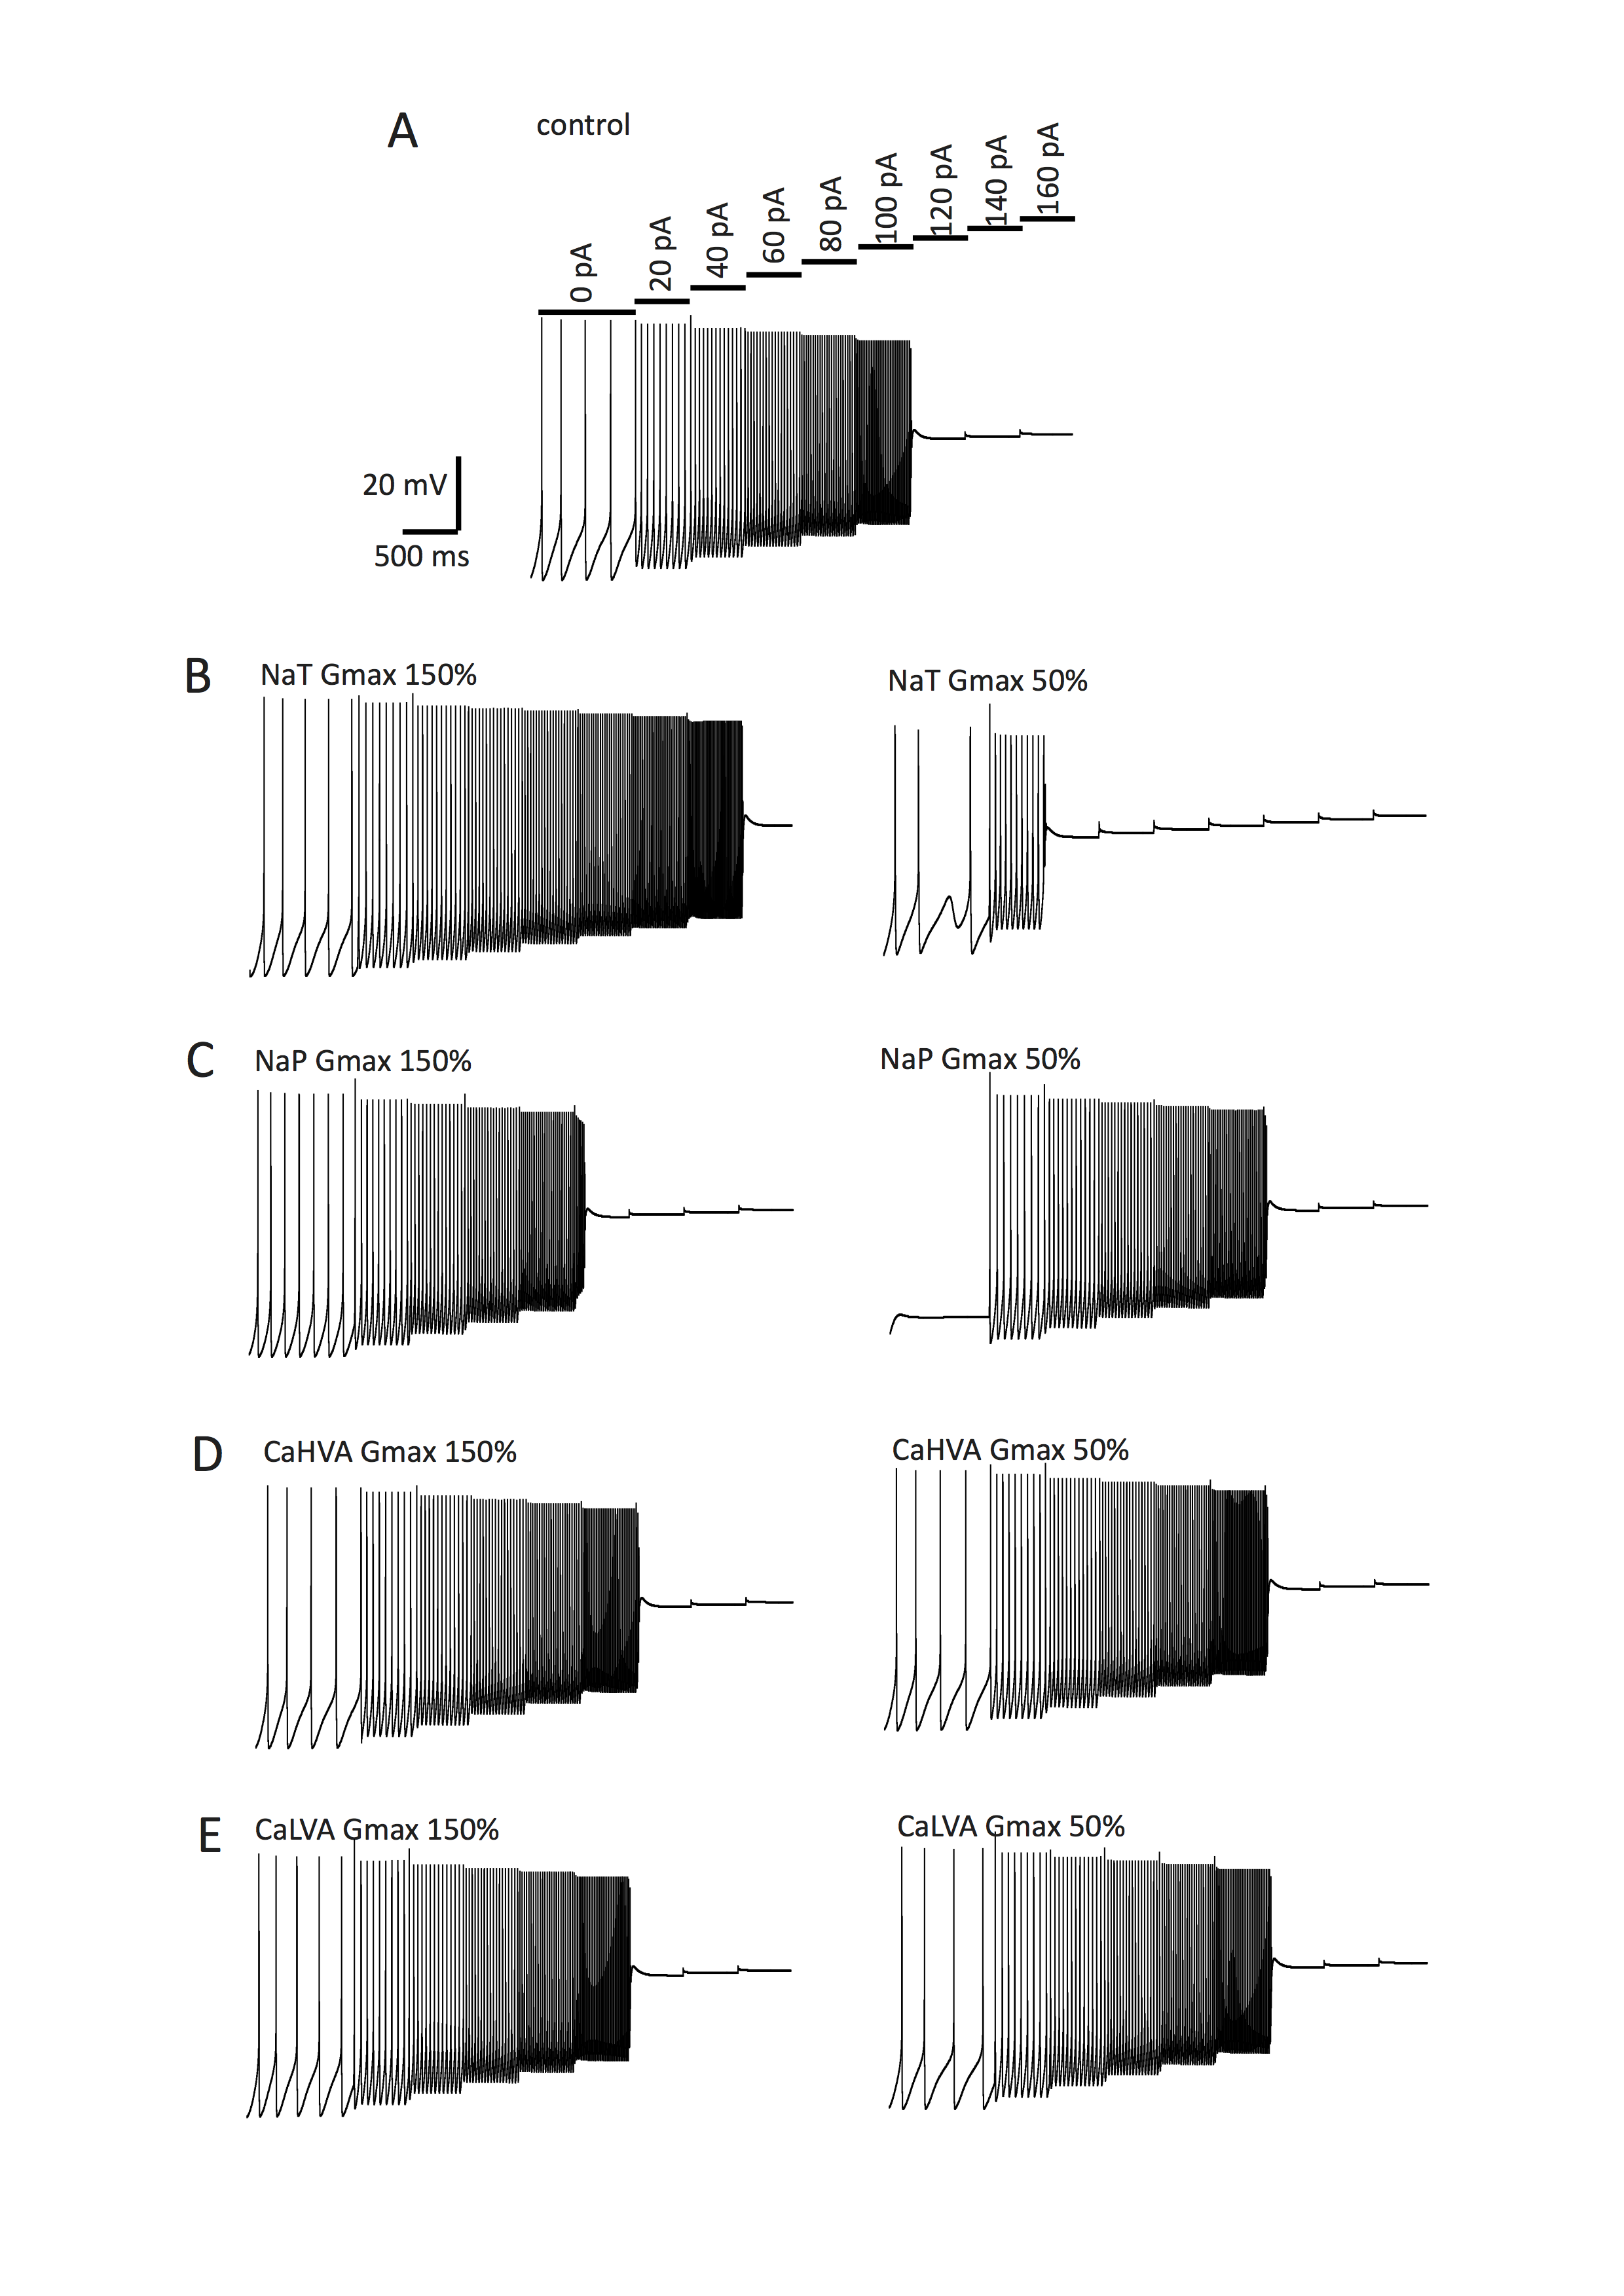 A
control
0 pA
20 pA
40 pA
60 pA
80 pA
100 pA
120 pA
140 pA
160 pA
20 mV
500 ms
B
NaT Gmax 150%
NaT Gmax 50%
C
NaP Gmax 150%
NaP Gmax 50%
D
CaHVA Gmax 150%
CaHVA Gmax 50%
E
CaLVA Gmax 150%
CaLVA Gmax 50%